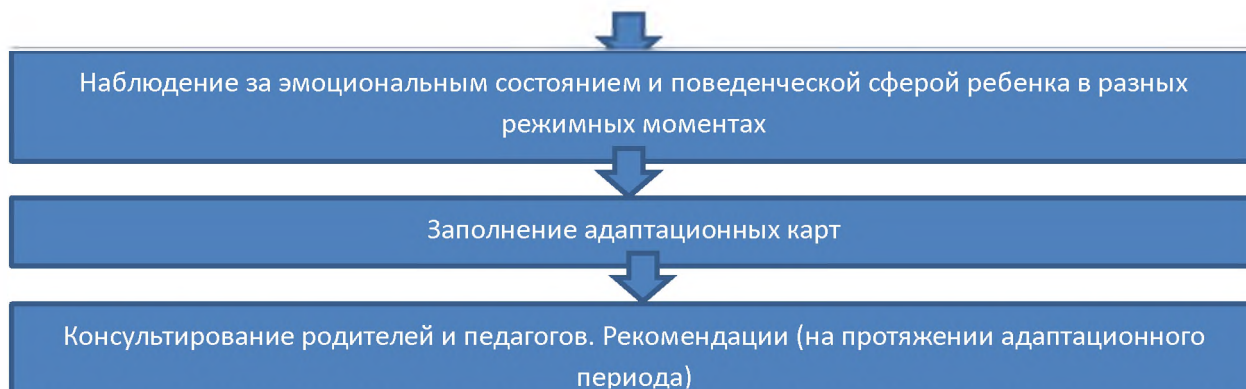 Наблюдение за эмоциональным состоянием и поведенческой сферой ребенка в разных
режимных моментах
Заполнение адаптационных карт
Консультирование родителей и педагогов. Рекомендации (на протяжении адаптационного
периода)